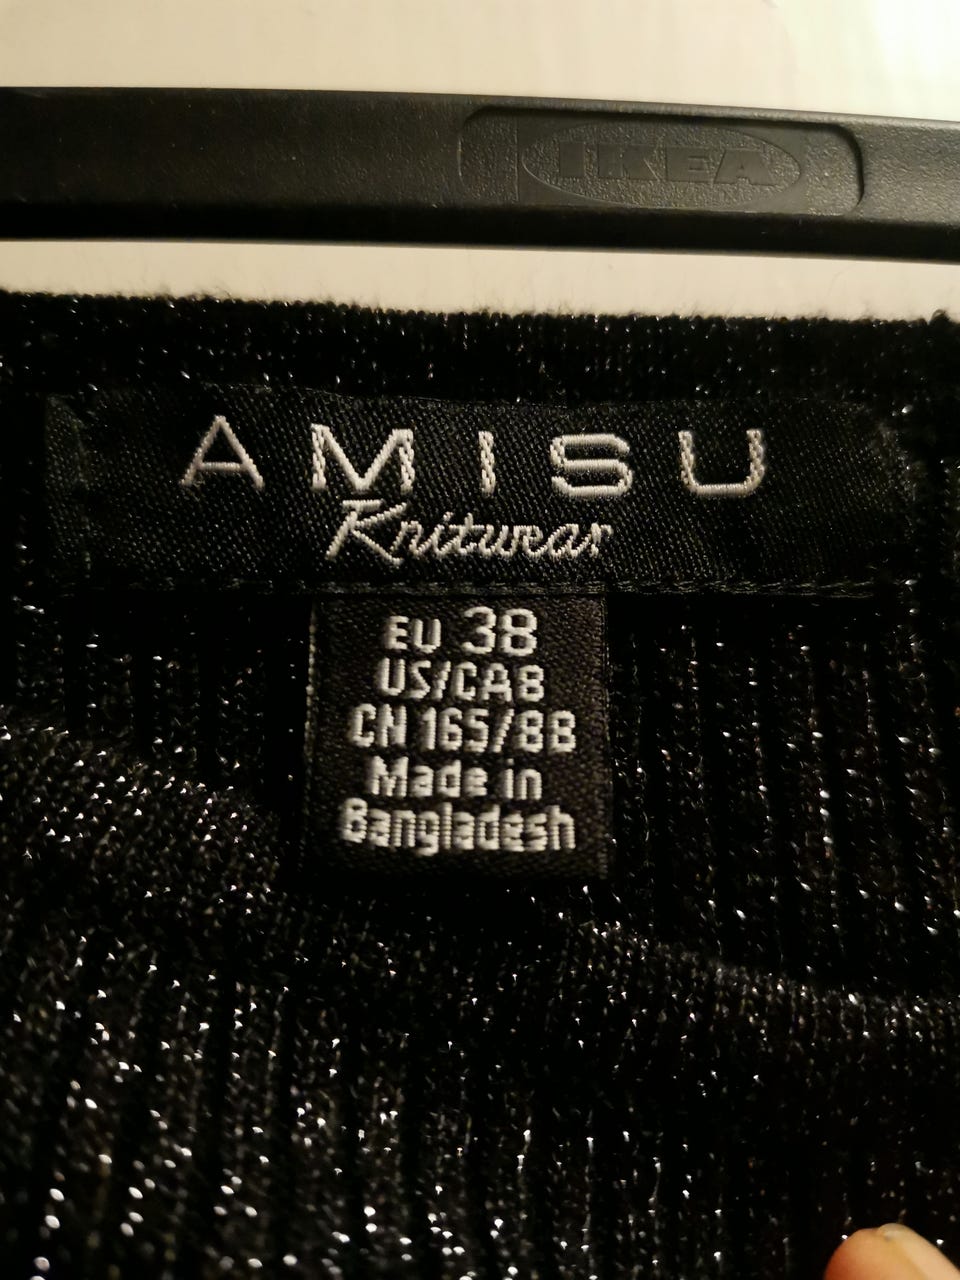 IKEA
AMISU
Knitwear
EU 38
US/CA8
CN 165/88
Made in
Bangladesh